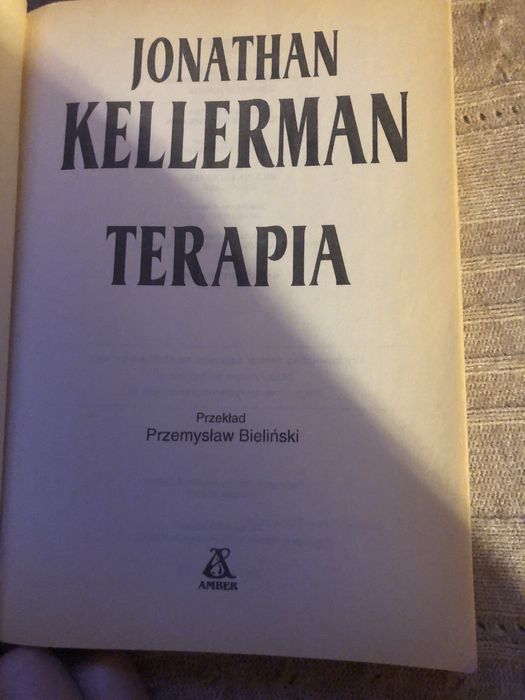 JONATHAN
KELLERMAN
TERAPIA
Przekład
Przemysław Bieliński
AMBER